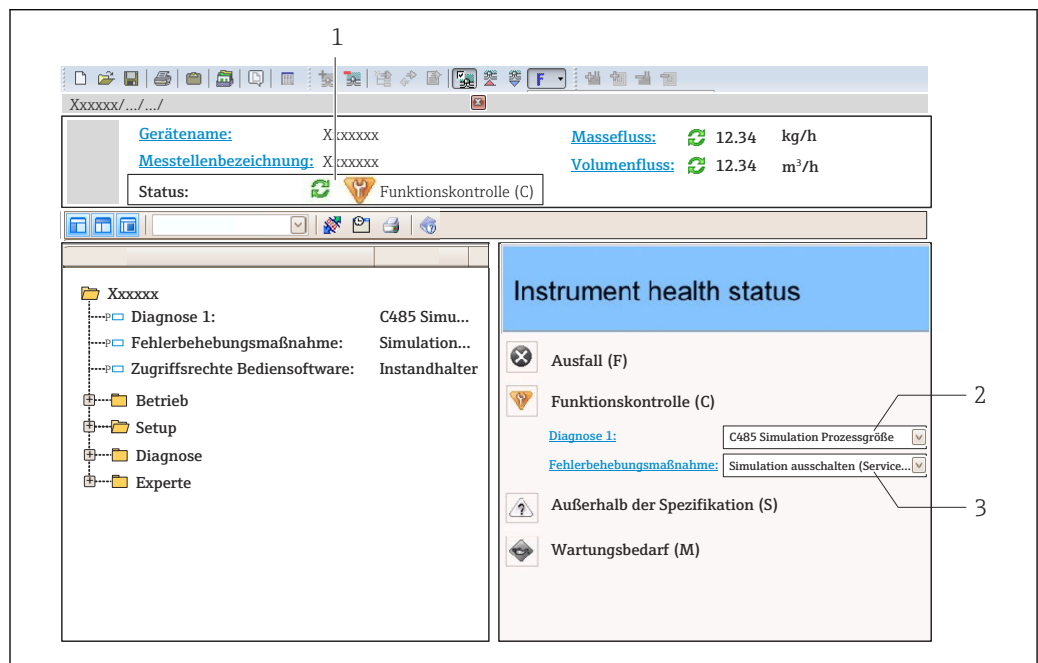 1
F
Xxxxxx/.../.../
Gerätename: Xxxxxxx
Messtellenbezeichnung: Xxxxxxx
Status: Funktionskontrolle (C)
Massefluss: 12.34 kg/h
Volumenfluss: 12.34 m³/h
Xxxxxx
P Diagnose 1: C485 Simu...
P Fehlerbehebungsmaßnahme: Simulation...
P Zugriffsrechte Bediensoftware: Instandhalter
Betrieb
Setup
Diagnose
Experte
Instrument health status
Ausfall (F)
Funktionskontrolle (C)
Diagnose 1: C485 Simulation Prozessgröße
2
Fehlerbehebungsmaßnahme: Simulation ausschalten (Service...
3
Außerhalb der Spezifikation (S)
Wartungsbedarf (M)